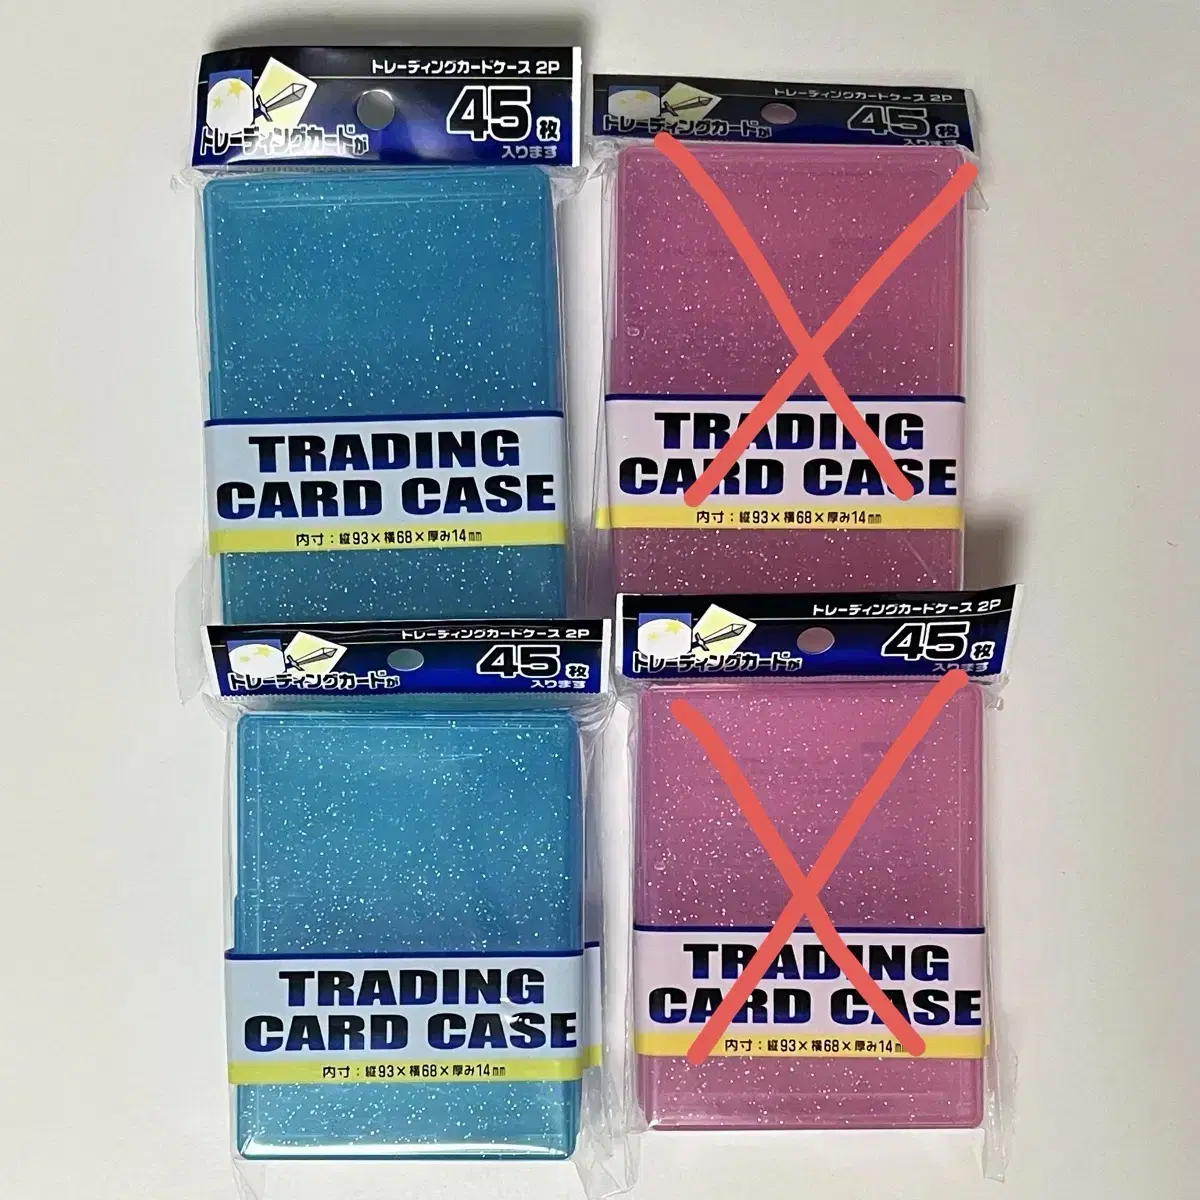 トレーディングカードケース 2P
トレーディングカードが
45枚
入ります
TRADING
CARD CASE
内寸：縦93×横68×厚み14㎜
トレーディングカードケース 2P
トレーディングカードが
45枚
入ります
TRADING
CARD CASE
内寸：縦93×横68×厚み14㎜
トレーディングカードケース 2P
トレーディングカードが
45枚
入ります
TRADING
CARD CASE
内寸：縦93×横68×厚み14㎜
トレーディングカードケース 2P
トレーディングカードが
45枚
入ります
TRADING
CARD CASE
内寸：縦93×横68×厚み14㎜